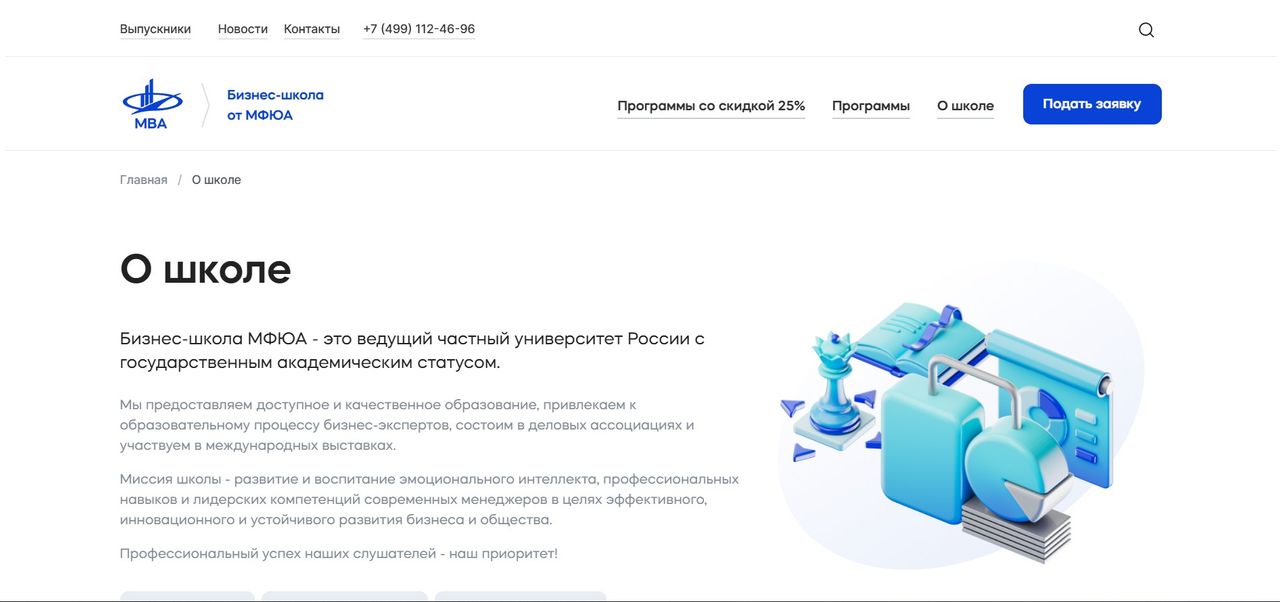 Выпускники Новости Контакты +7 (499) 112-46-96
МВА
Бизнес-школа
от МФЮА
Программы со скидкой 25% Программы О школе Подать заявку
Главная / О школе
О школе
Бизнес-школа МФЮА - это ведущий частный университет России с
государственным академическим статусом.
Мы предоставляем доступное и качественное образование, привлекаем к
образовательному процессу бизнес-экспертов, состоим в деловых ассоциациях и
участвуем в международных выставках.
Миссия школы - развитие и воспитание эмоционального интеллекта, профессиональных
навыков и лидерских компетенций современных менеджеров в целях эффективного,
инновационного и устойчивого развития бизнеса и общества.
Профессиональный успех наших слушателей - наш приоритет!